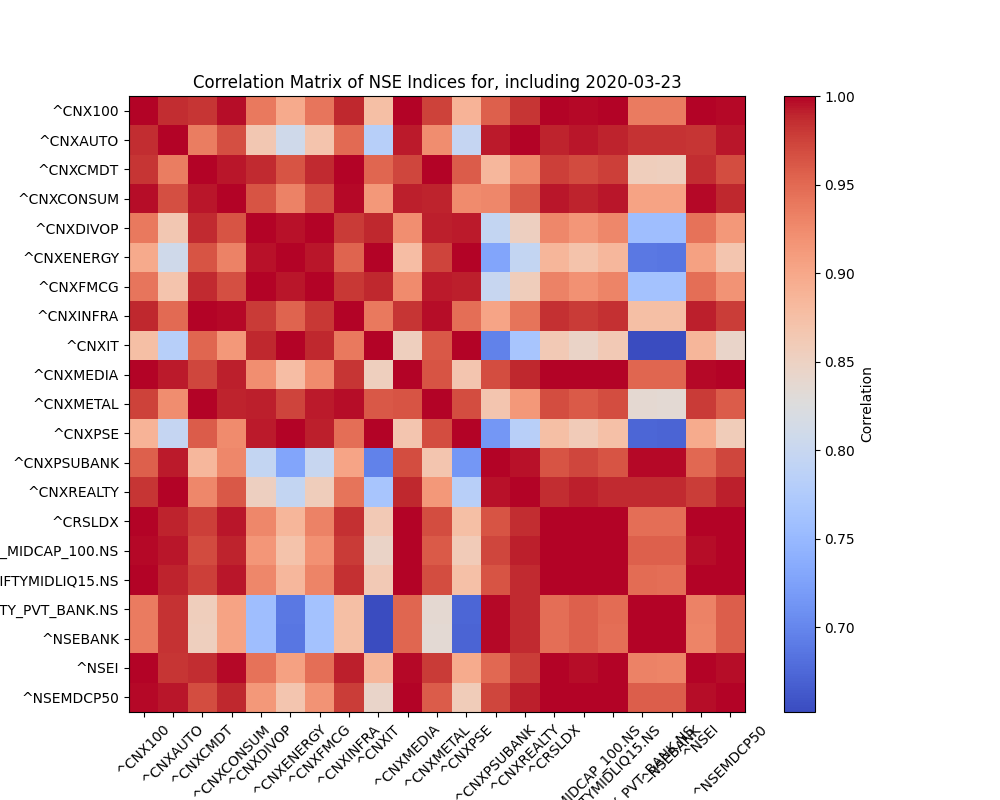 Correlation Matrix of NSE Indices for, including 2020-03-23
^CNX100
^CNXAUTO
^CNXCMDT
^CNXCONSUM
^CNXDIVOP
^CNXENERGY
^CNXFMCG
^CNXINFRA
^CNXIT
^CNXMEDIA
^CNXMETAL
^CNXPSE
^CNXPSUBANK
^CNXREALTY
^CRSLDX
_MIDCAP_100.NS
IFTYMIDLIQ15.NS
TY_PVT_BANK.NS
^NSEBANK
^NSEI
^NSEMDCP50
^CNX100
^CNXAUTO
^CNXCMDT
^CNXCONSUM
^CNXDIVOP
^CNXENERGY
^CNXFMCG
^CNXINFRA
^CNXIT
^CNXMEDIA
^CNXMETAL
^CNXPSE
^CNXPSUBANK
^CNXREALTY
^CRSLDX
MIDCAP_100.NS
TYMIDLIQ15.NS
_PVT_BANK.NS
^NSEBANK
^NSEI
^NSEMDCP50
1.00
0.95
0.90
0.85
0.80
0.75
0.70
Correlation